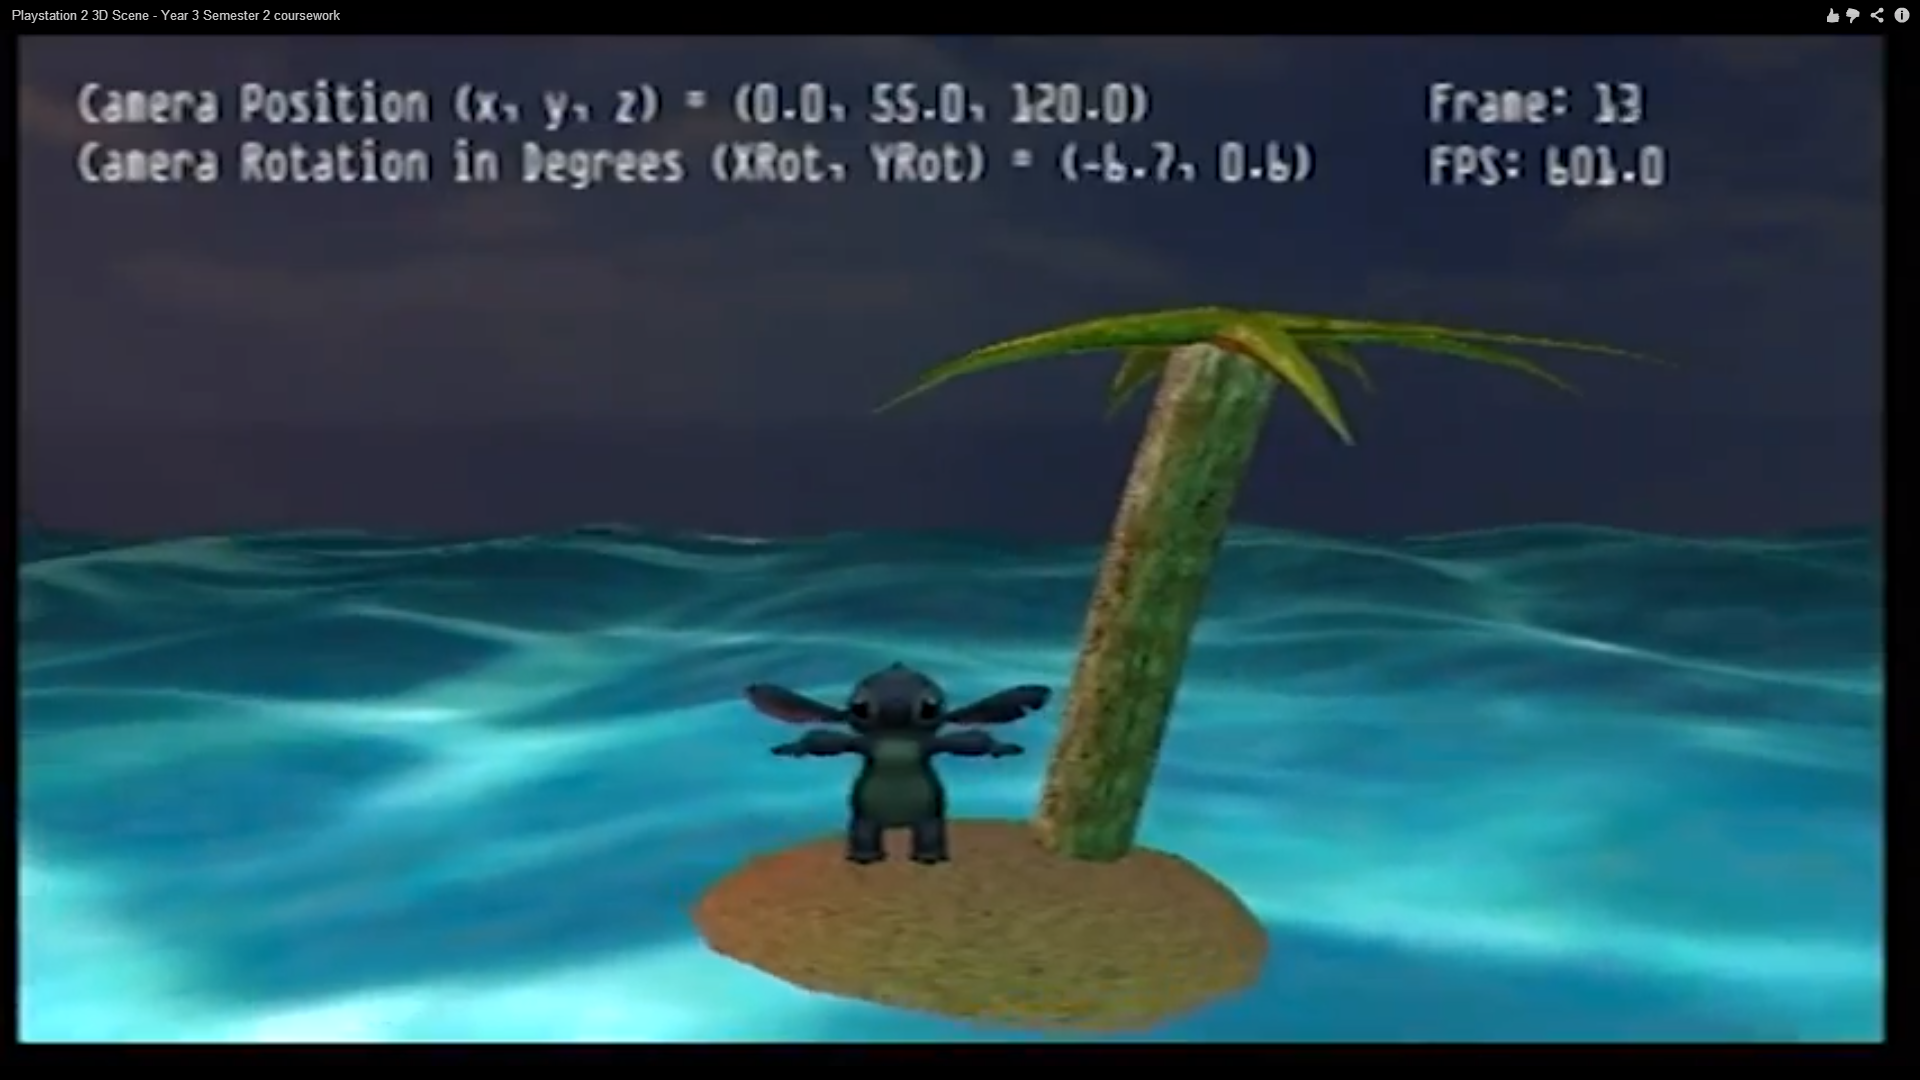 Playstation 2 3D Scene - Year 3 Semester 2 coursework
Camera Position (x, y, z) = (0.0, 55.0, 120.0)
Frame: 13
Camera Rotation in Degrees (XRot, YRot) = (-6.7, 0.6)
FPS: 601.0